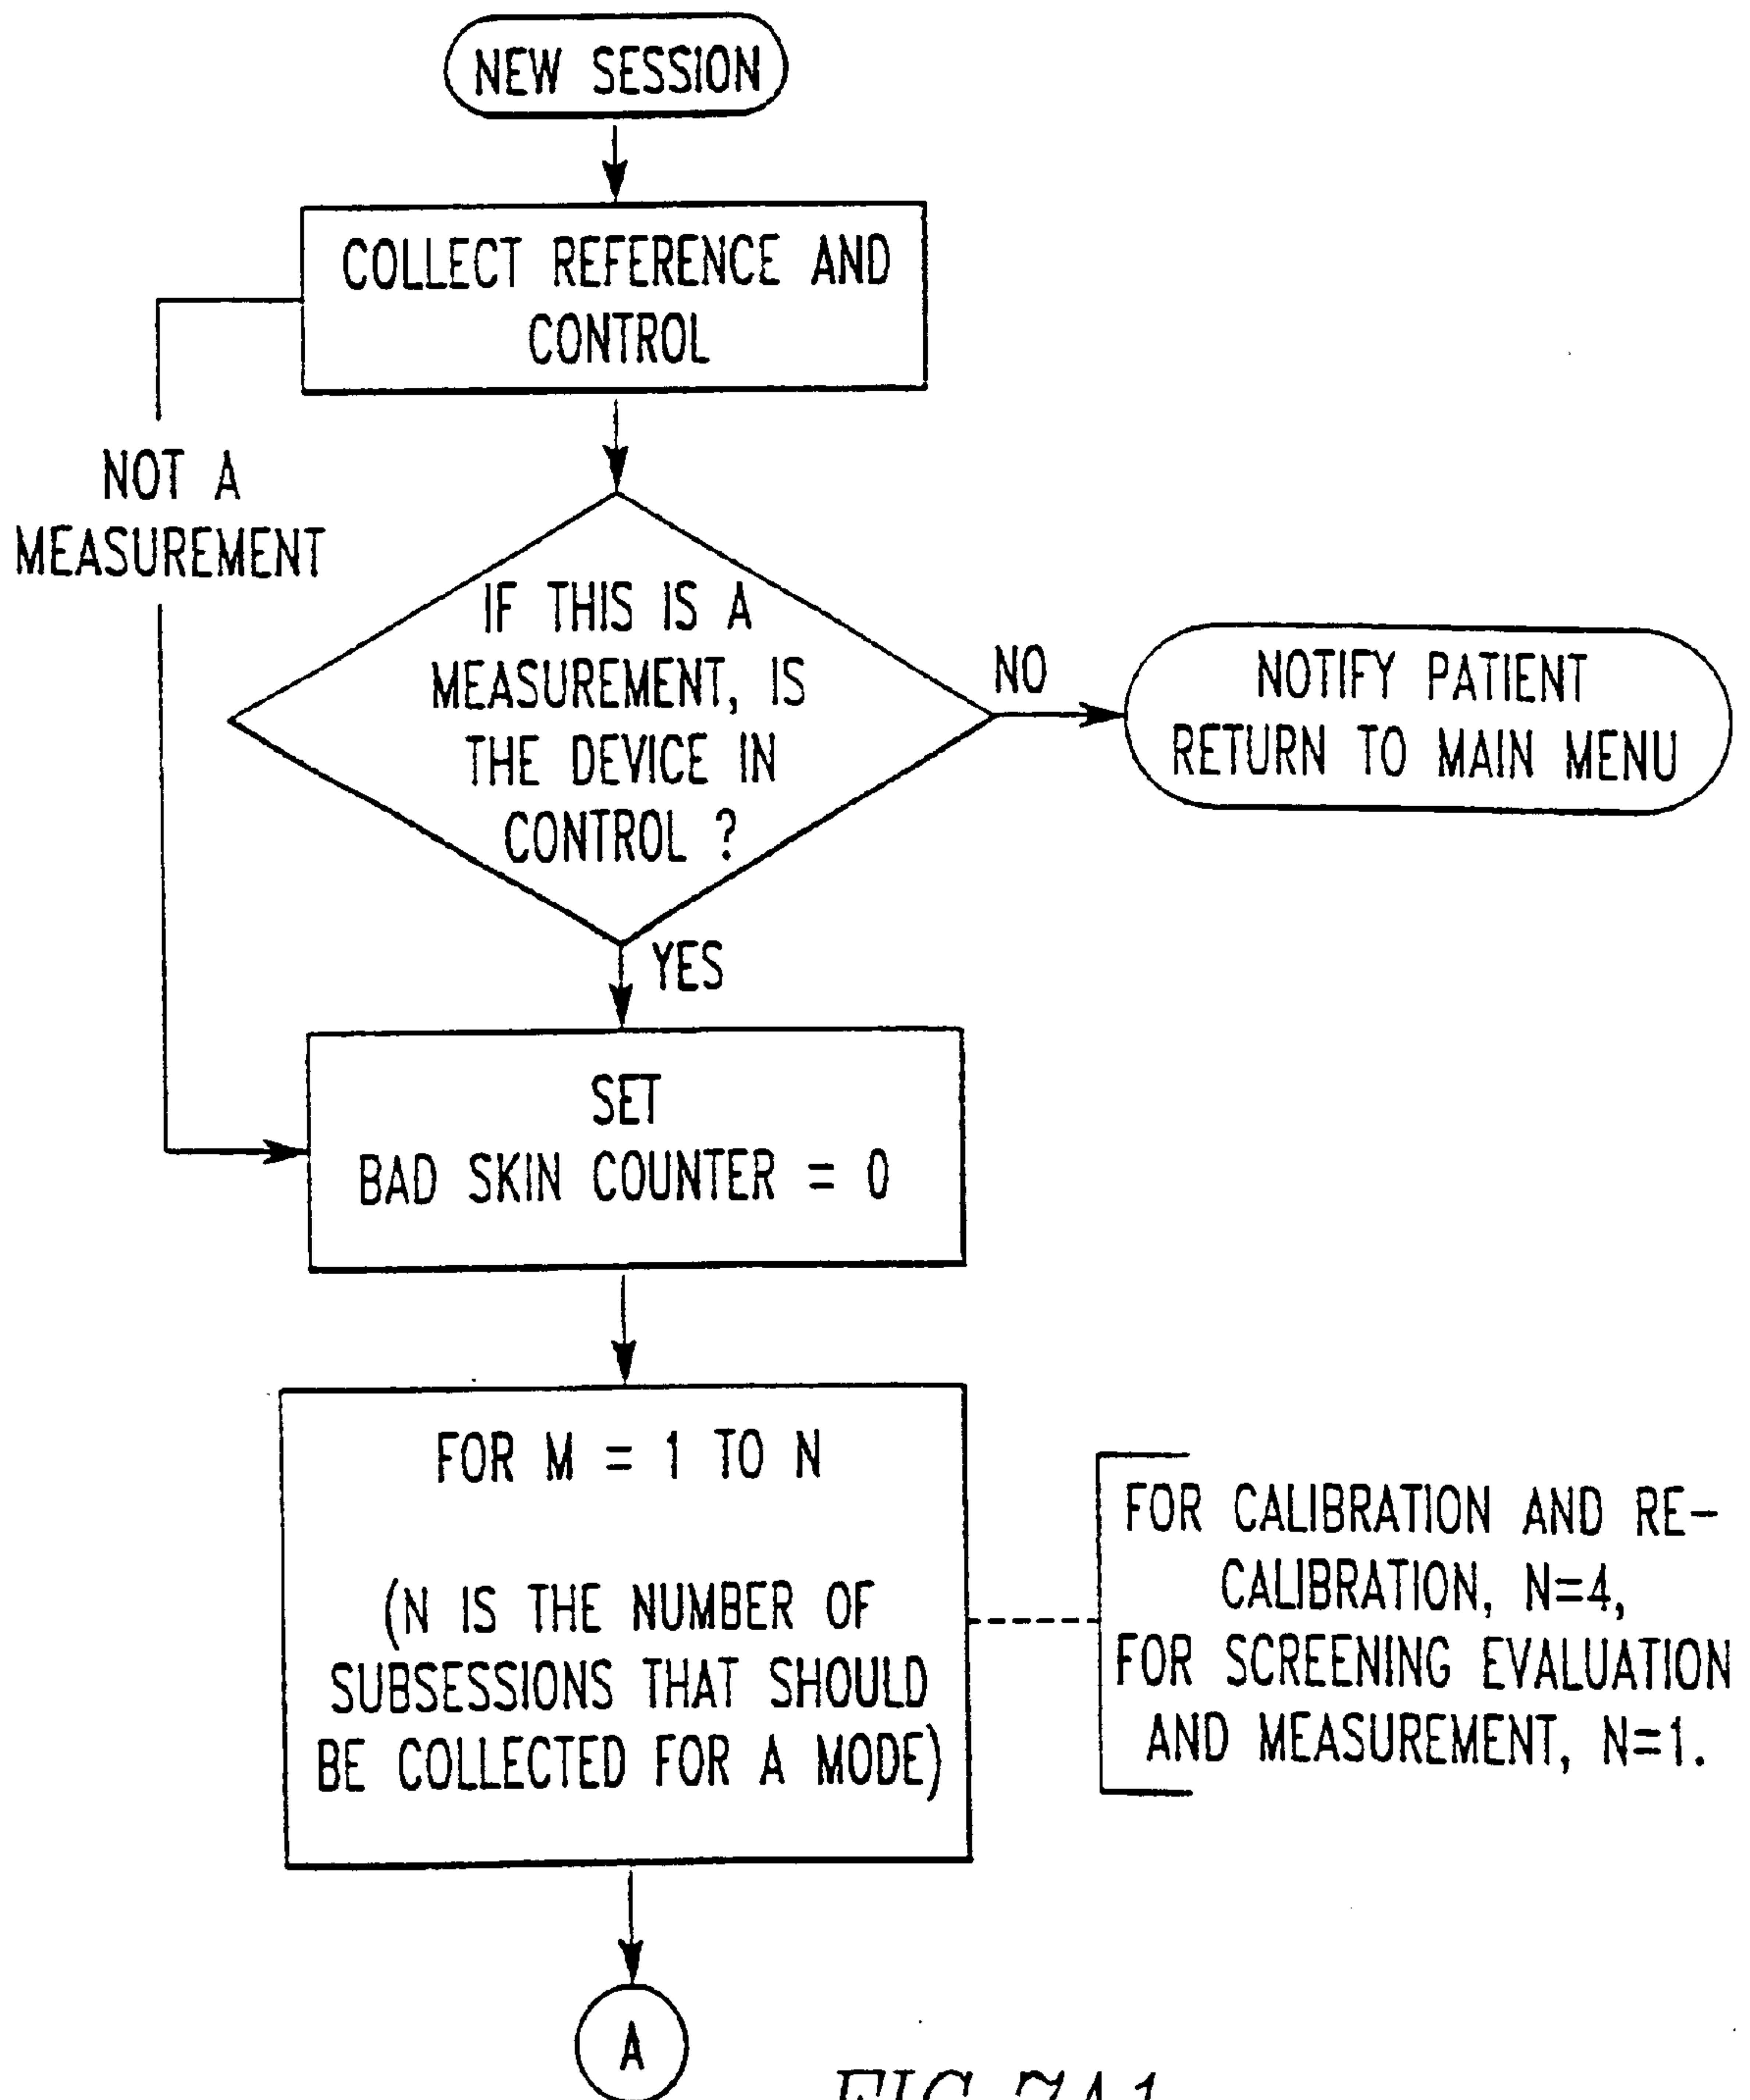 NEW SESSION
COLLECT REFERENCE AND
CONTROL
NOT A
MEASUREMENT
IF THIS IS A
MEASUREMENT, IS
THE DEVICE IN
CONTROL ?
NO
NOTIFY PATIENT
RETURN TO MAIN MENU
YES
SET
BAD SKIN COUNTER = 0
FOR M = 1 TO N
(N IS THE NUMBER OF
SUBSESSIONS THAT SHOULD
BE COLLECTED FOR A MODE)
FOR CALIBRATION AND RE-
CALIBRATION, N=4,
FOR SCREENING EVALUATION
AND MEASUREMENT, N=1.
A
FIG. 7A1